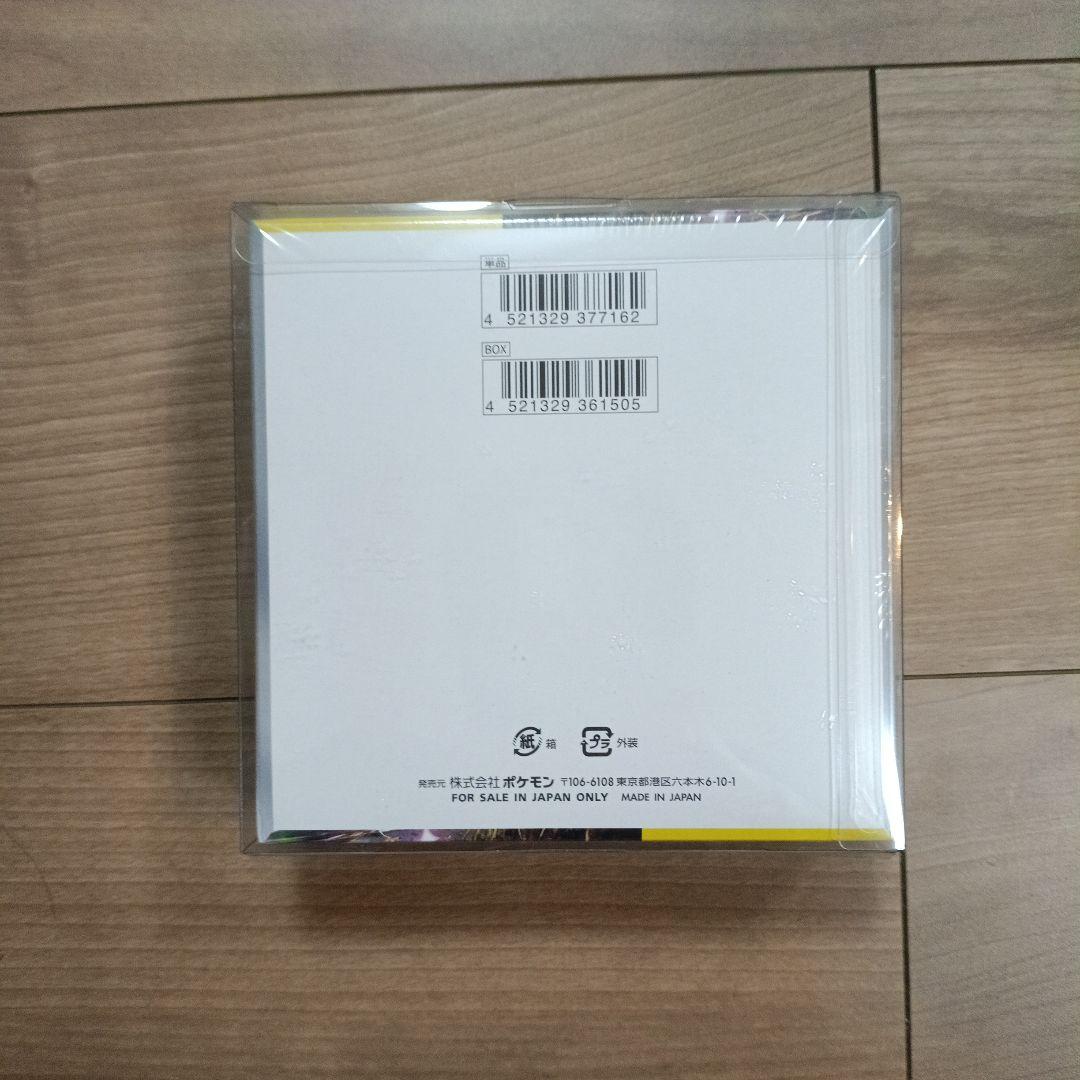 単品
4 521329 377162
BOX
4 521329 361505
紙 箱 プラ 外装
発売元 株式会社 ポケモン 〒106-6108 東京都港区六本木6-10-1
FOR SALE IN JAPAN ONLY MADE IN JAPAN